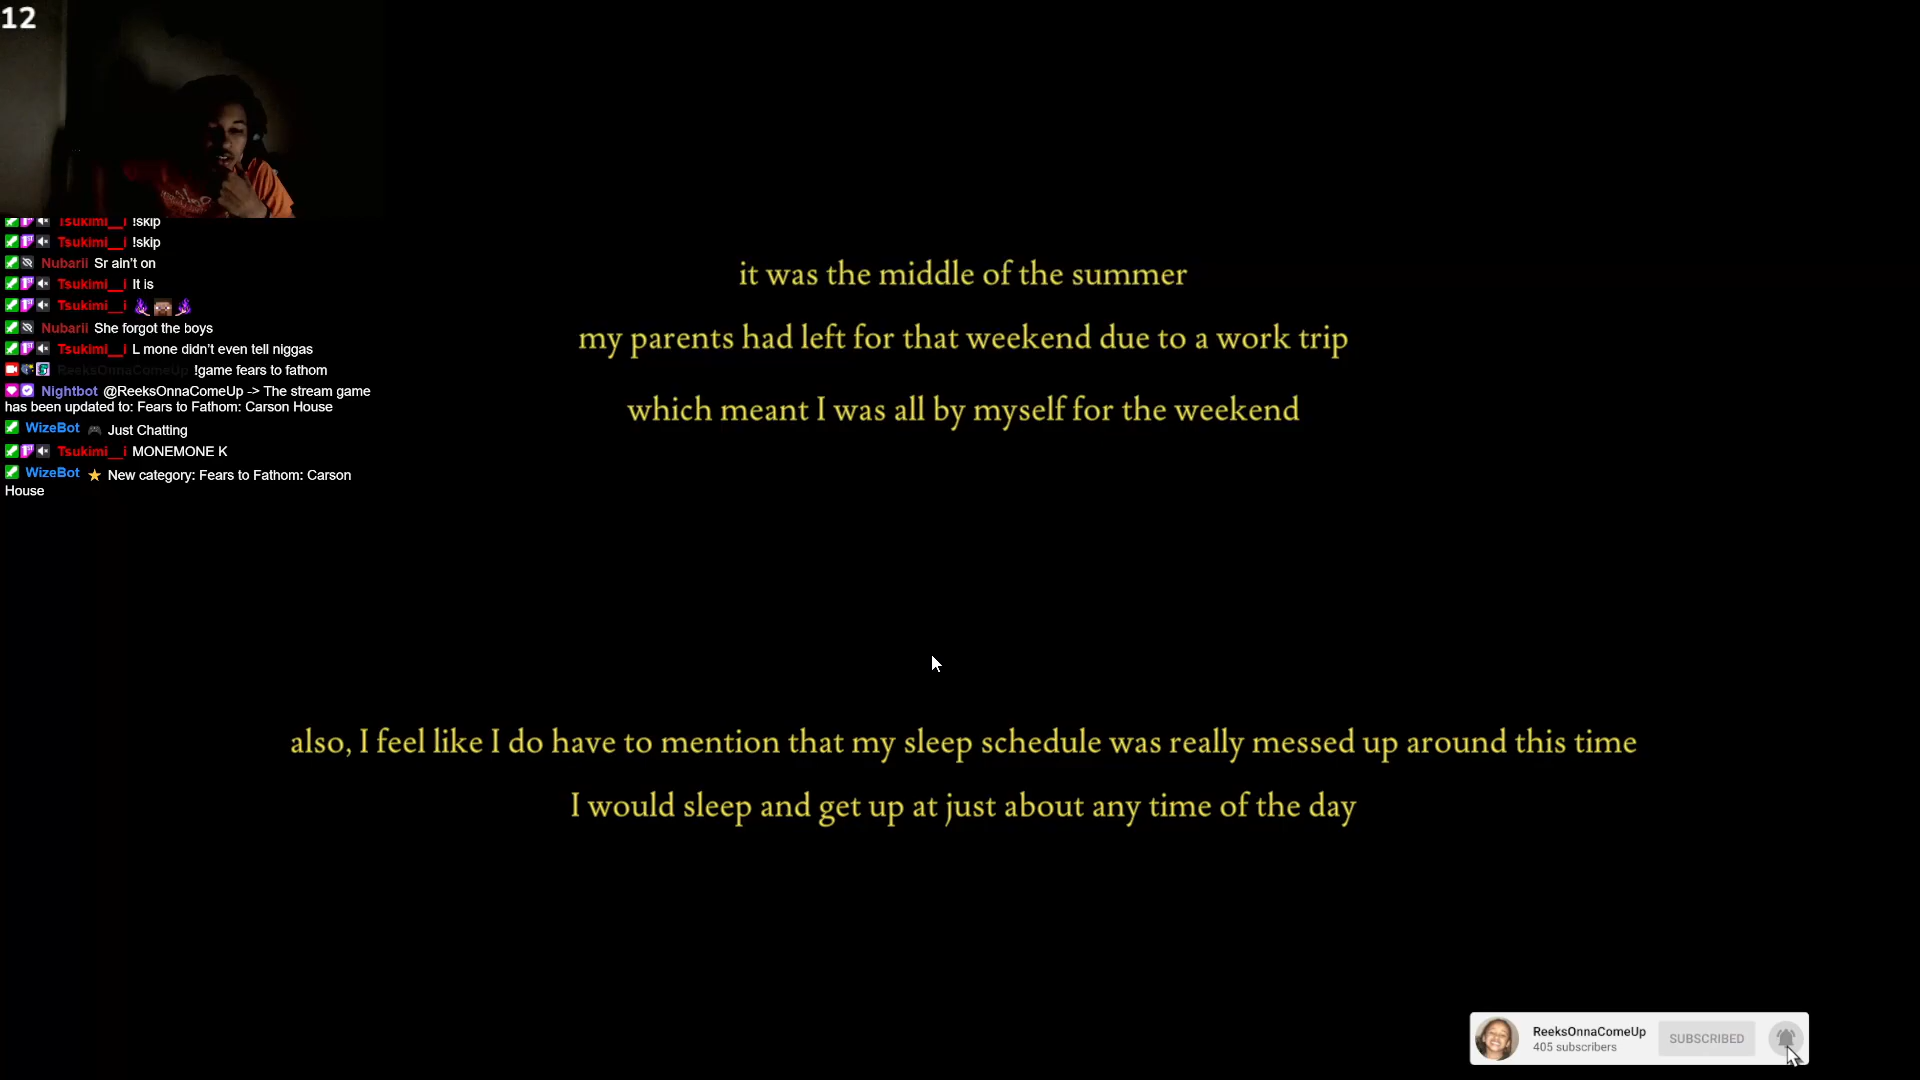 12
Tsukimi__i !skip
Tsukimi__i !skip
Nubarii Sr ain't on
Tsukimi__i It is
Tsukimi__i
Nubarii She forgot the boys
Tsukimi__i L mone didn't even tell niggas
ReeksOnnaComeUp !game fears to fathom
Nightbot @ReeksOnnaComeUp -> The stream game
has been updated to: Fears to Fathom: Carson House
WizeBot Just Chatting
Tsukimi__i MONEMONE K
WizeBot New category: Fears to Fathom: Carson
House
it was the middle of the summer
my parents had left for that weekend due to a work trip
which meant I was all by myself for the weekend
also, I feel like I do have to mention that my sleep schedule was really messed up around this time
I would sleep and get up at just about any time of the day
ReeksOnnaComeUp
405 subscribers
SUBSCRIBED